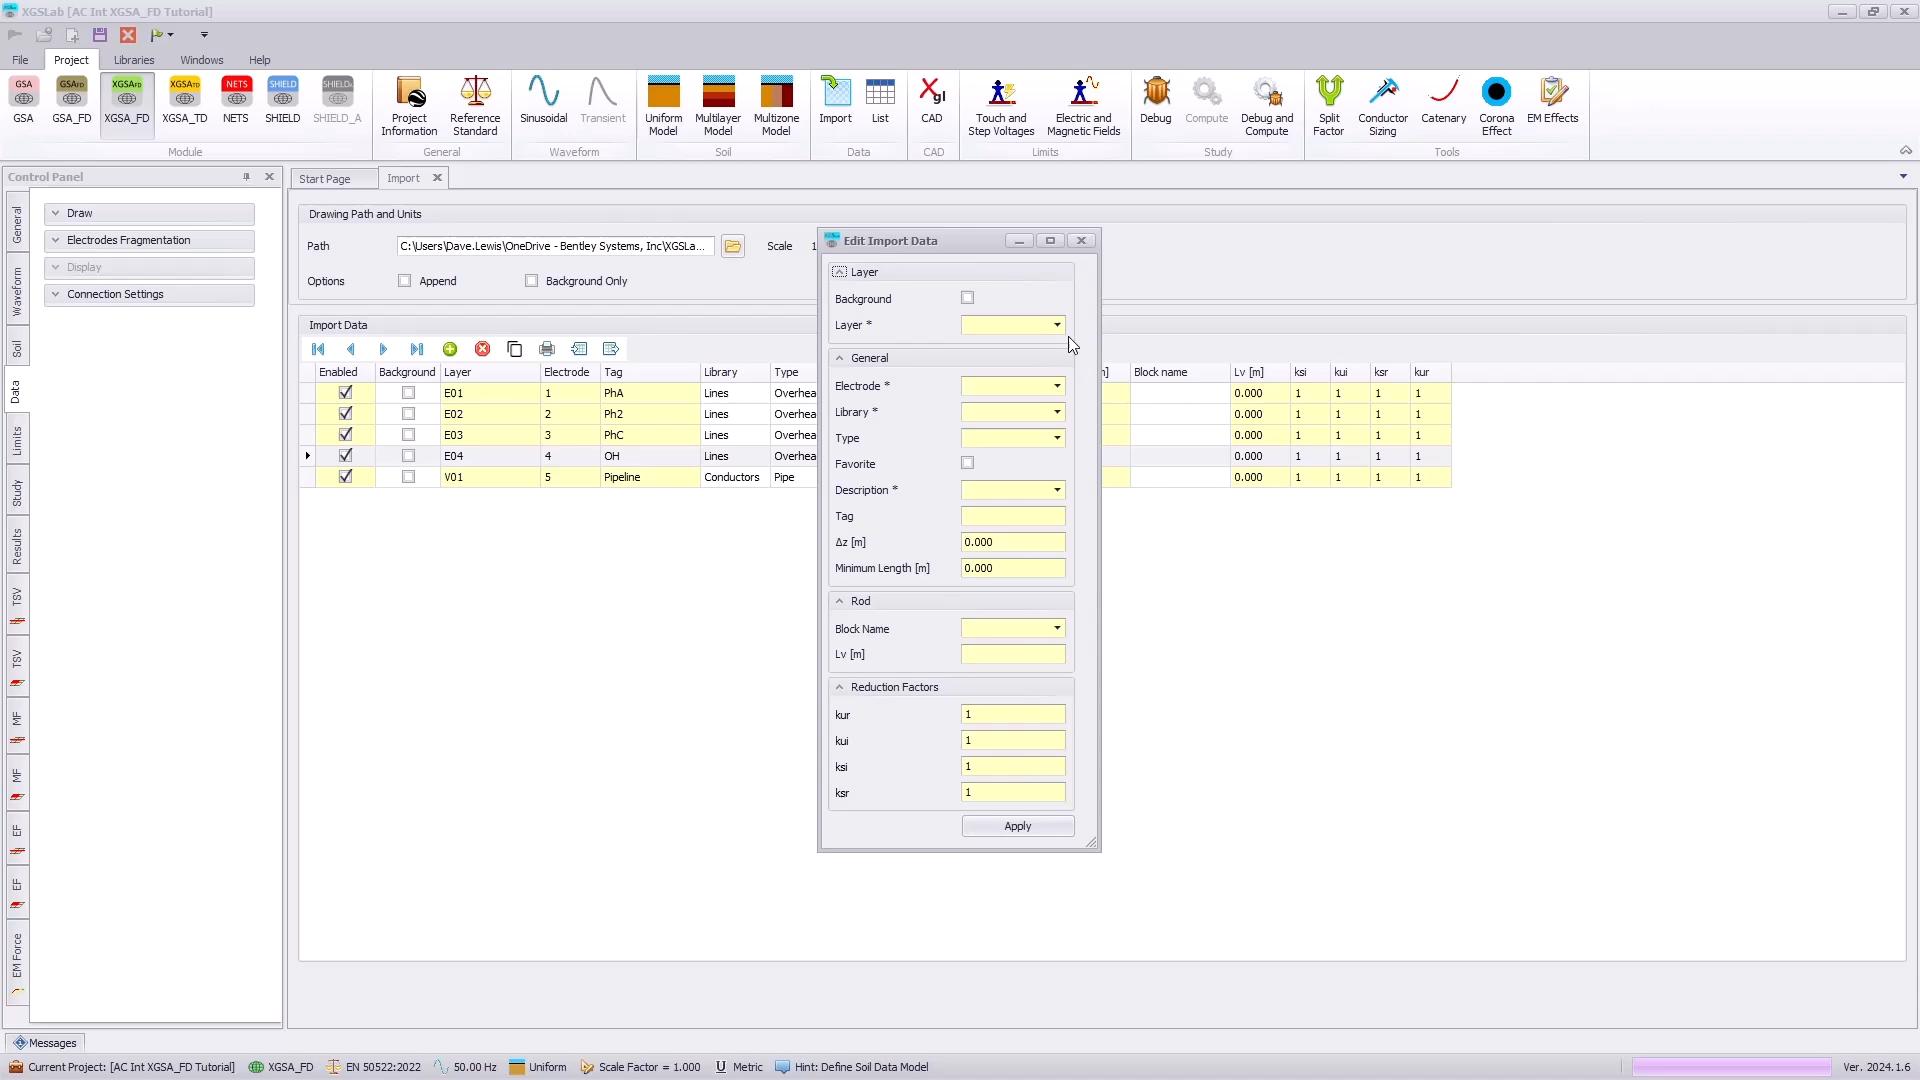 XGSLab [AC Int XGSA_FD Tutorial]
File Project Libraries Windows Help
GSA GSAFD XGSAFD XGSATD NETS SHIELD SHIELDA
GSA GSA_FD XGSA_FD XGSA_TD NETS SHIELD SHIELD_A Project Information Reference Standard Sinusoidal Transient Uniform Model Multilayer Model Multizone Model Import List CAD Touch and Step Voltages Electric and Magnetic Fields Debug Compute Debug and Compute Split Factor Conductor Sizing Catenary Corona Effect EM Effects
Module General Waveform Soil Data CAD Limits Study Tools
Control Panel
General
Waveform
Soil
Data
Limits
Study
Results
TSV
TSV
MF
MF
EF
EF
EM Force
Draw
Electrodes Fragmentation
Display
Connection Settings
Start Page Import
Drawing Path and Units
Path C:\Users\Dave.Lewis\OneDrive - Bentley Systems, Inc\XGSLa... Scale 1
Options Append Background Only
Import Data
Enabled Background Layer Electrode Tag Library Type Block name Lv [m] ksi kui ksr kur
E01 1 PhA Lines Overhea 0.000 1 1 1 1
E02 2 Ph2 Lines Overhea 0.000 1 1 1 1
E03 3 PhC Lines Overhea 0.000 1 1 1 1
E04 4 OH Lines Overhea 0.000 1 1 1 1
V01 5 Pipeline Conductors Pipe 0.000 1 1 1 1
Edit Import Data
Layer
Background
Layer *
General
Electrode *
Library *
Type
Favorite
Description *
Tag
Δz [m] 0.000
Minimum Length [m] 0.000
Rod
Block Name
Lv [m]
Reduction Factors
kur 1
kui 1
ksi 1
ksr 1
Apply
Messages
Current Project: [AC Int XGSA_FD Tutorial] XGSA_FD EN 50522:2022 50.00 Hz Uniform Scale Factor = 1.000 U Metric Hint: Define Soil Data Model Ver. 2024.1.6